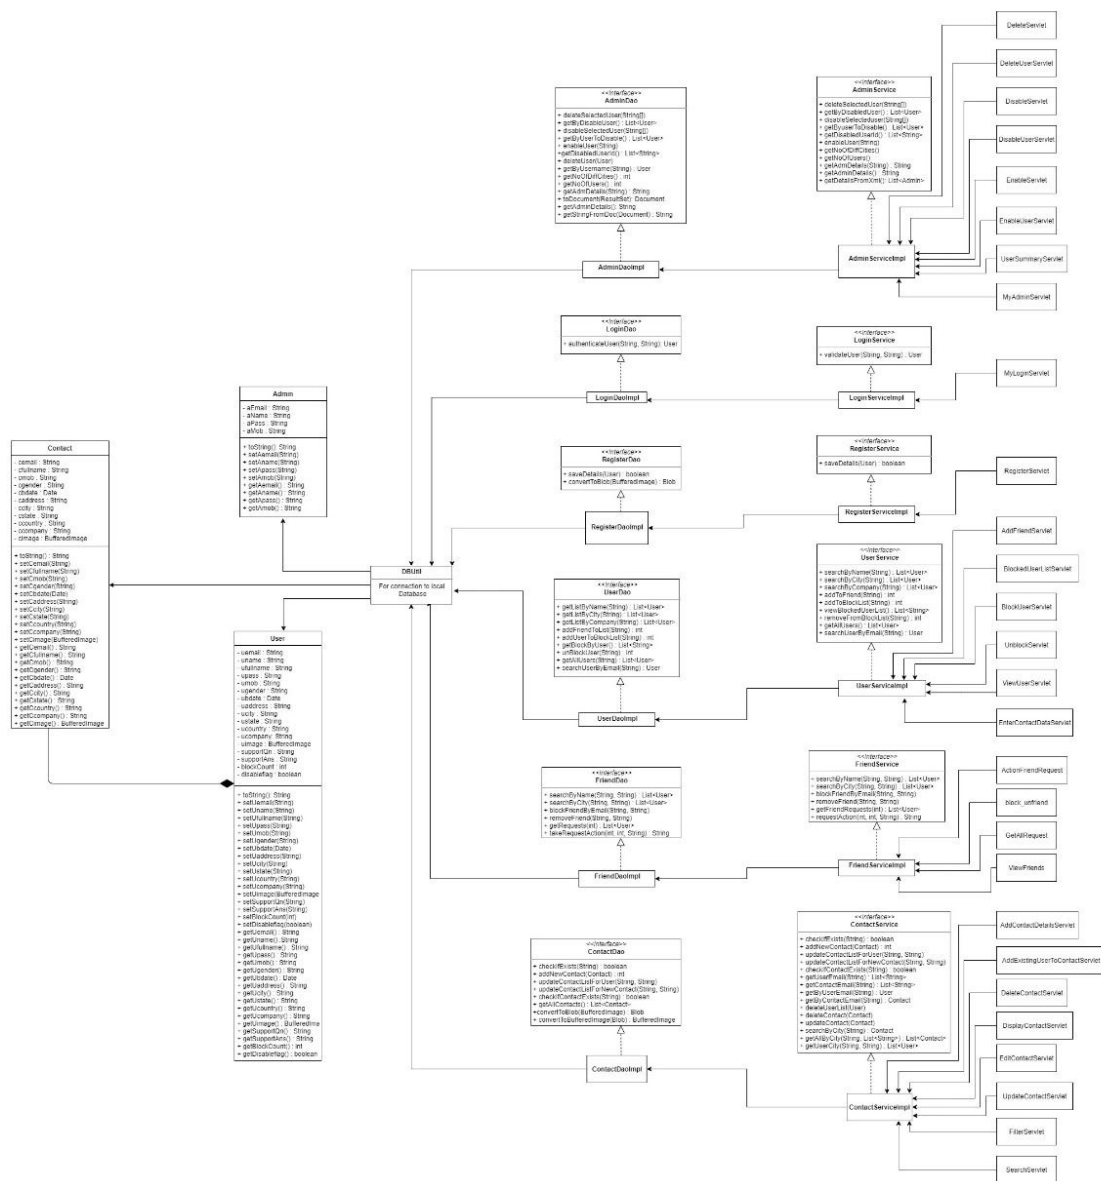 Contact
- cemail : String
- cfullname : String
- cmob : String
- cgender : String
- cbdate : Date
- caddress : String
- ccity : String
- cstate : String
- ccountry : String
- ccompany : String
- cimage : BufferedImage
+ toString() : String
+ setCemail(String)
+ setCfullname(String)
+ setCmob(String)
+ setCgender(String)
+ setCbdate(Date)
+ setCaddress(String)
+ setCcity(String)
+ setCstate(String)
+ setCcountry(String)
+ setCcompany(String)
+ setCimage(BufferedImage)
+ getCemail() : String
+ getCfullname() : String
+ getCmob() : String
+ getCgender() : String
+ getCbdate() : Date
+ getCaddress() : String
+ getCcity() : String
+ getCstate() : String
+ getCcountry() : String
+ getCcompany() : String
+ getCimage() : BufferedImage
Admin
- aEmail : String
- aName : String
- aPass : String
- aMob : String
+ toString() : String
+ setAemail(String)
+ setAname(String)
+ setApass(String)
+ setAmob(String)
+ getAemail() : String
+ getAname() : String
+ getApass() : String
+ getAmob() : String
User
- uemail : String
- uname : String
- ufullname : String
- upass : String
- umob : String
- ugender : String
- ubdate : Date
- uaddress : String
- ucity : String
- ustate : String
- ucountry : String
- ucompany : String
- uimage : BufferedImage
- supportQn : String
- supportAns : String
- blockCount : int
- disableflag : boolean
+ toString() : String
+ setUemail(String)
+ setUname(String)
+ setUfullname(String)
+ setUpass(String)
+ setUmob(String)
+ setUgender(String)
+ setUbdate(Date)
+ setUaddress(String)
+ setUcity(String)
+ setUstate(String)
+ setUcountry(String)
+ setUcompany(String)
+ setUimage(BufferedImage
+ setSupportQn(String)
+ setSupportAns(String)
+ setBlockCount(int)
+ setDisableflag(boolean)
+ getUemail() : String
+ getUname() : String
+ getUfullname() : String
+ getUpass() : String
+ getUmob() : String
+ getUgender() : String
+ getUbdate() : Date
+ getUaddress() : String
+ getUcity() : String
+ getUstate() : String
+ getUcountry() : String
+ getUcompany() : String
+ getUimage() : BufferedIma
+ getSupportQn() : String
+ getSupportAns() : String
+ getBlockCount() : int
+ getDisableflag() : boolean
DBUtil
For connection to local
Database
<<Interface>>
AdminDao
+ deleteSelectedUser(String[])
+ getByDisableUser() : List<User>
+ disableSelectedUser(String[])
+ getByUserToDisable() : List<User>
+ enableUser(String)
+getDisabledUserId() : List<String>
+ deleteUser(User)
+ getByUsername(String) : User
+ getNoOfDiffCities() : int
+ getNoOfUsers() : int
+ getAdmDetails(String) : String
+ toDocument(ResultSet): Document
+ getAdminDetails(): String
+ getStringFromDoc(Document) : String
AdminDaoImpl
<<Interface>>
LoginDao
+ authenticateUser(String, String): User
LoginDaoImpl
<<Interface>>
RegisterDao
+ saveDetails(User) : boolean
+ convertToBlob(BufferedImage) : Blob
RegisterDaoImpl
<<Interface>>
UserDao
+ getListByName(String) : List<User>
+ getListByCity(String) : List<User>
+ getListByCompany(String) : List<User>
+ addFriendToList(String) : int
+ addUserToBlockList(String) : int
+ getBlockByUser() : List<String>
+ unBlockUser(String) : int
+ getAllUsers(String) : List<User>
+ searchUserByEmail(String) : User
UserDaoImpl
<<Interface>>
FriendDao
+ searchByName(String, String) : List<User>
+ searchByCity(String, String) : List<User>
+ blockFriendByEmail(String, String)
+ removeFriend(String, String)
+ getRequests(int) : List<User>
+ takeRequestAction(int, int, String) : String
FriendDaoImpl
<<Interface>>
ContactDao
+ checkIfExists(String) : boolean
+ addNewContact(Contact) : int
+ updateContactListForUser(String, String)
+ updateContactListForNewContact(String, String)
+ checkIfContactExists(String) : boolean
+ getAllContacts() : List<Contact>
+convertToBlob(BufferedImage) : Blob
+ convertToBufferedImage(Blob) : BufferedImage
ContactDaoImpl
<<Interface>>
AdminService
+ deleteSelectedUser(String[])
+ getByDisabledUser() : List<User>
+ disableSelecteduser(String[])
+ getByuserToDisable() : List<User>
+ getDisabledUserId() : List<String>
+ enableUser(String)
+ getNoOfDiffCities()
+ getNoOfUsers()
+ getAdmDetails(String) : String
+ getAdminDetails() : String
+ getDetailsFromXml() : List<Admin>
AdminServiceImpl
<<Interface>>
LoginService
+ validateUser(String, String) : User
LoginServiceImpl
<<Interface>>
RegisterService
+ saveDetails(User) : boolean
RegisterServiceImpl
<<Interface>>
UserService
+ searchByName(String) : List<User>
+ searchByCity(String) : List<User>
+ searchByCompany(String) : List<User>
+ addToFriend(String) : int
+ addToBlockList(String) : int
+ viewBlockedUserList() : List<String>
+ removeFromBlockList(String) : int
+ getAllUsers() : List<User>
+ searchUserByEmail(String) : User
UserServiceImpl
<<Interface>>
FriendService
+ searchByName(String, String) : List<User>
+ searchByCity(String, String) : List<User>
+ blockFriendByEmail(String, String)
+ removeFriend(String, String)
+ getFriendRequests(int) : List<User>
+ requestAction(int, int, String) : String
FriendServiceImpl
<<Interface>>
ContactService
+ checkIfExists(String) : boolean
+ addNewContact(Contact) : int
+ updateContactListForUser(String, String)
+ updateContactListForNewContact(String, String)
+ checkIfContactExists(String) : boolean
+ getUserEmail(String) : List<String>
+ getContactEmail(String) : List<String>
+ getByUserEmail(String) : User
+ getByContactEmail(String) : Contact
+ deleteUserList(User)
+ deleteContact(Contact)
+ updateContact(Contact)
+ searchByCity(String) : Contact
+ getAllByCity(String, List<String>) : List<Contact>
+ getUserCity(String, String) : List<User>
ContactServiceImpl
DeleteServlet
DeleteUserServlet
DisableServlet
DisableUserServlet
EnableServlet
EnableUserServlet
UserSummaryServlet
MyAdminServlet
MyLoginServlet
RegisterServlet
AddFriendServlet
BlockedUserListServlet
BlockUserServlet
UnblockServlet
ViewUserServlet
EnterContactDataServlet
ActionFriendRequest
block_unfriend
GetAllRequest
ViewFriends
AddContactDetailsServlet
AddExistingUserToContactServlet
DeleteContactServlet
DisplayContactServlet
EditContactServlet
UpdateContactServlet
FilterServlet
SearchServlet